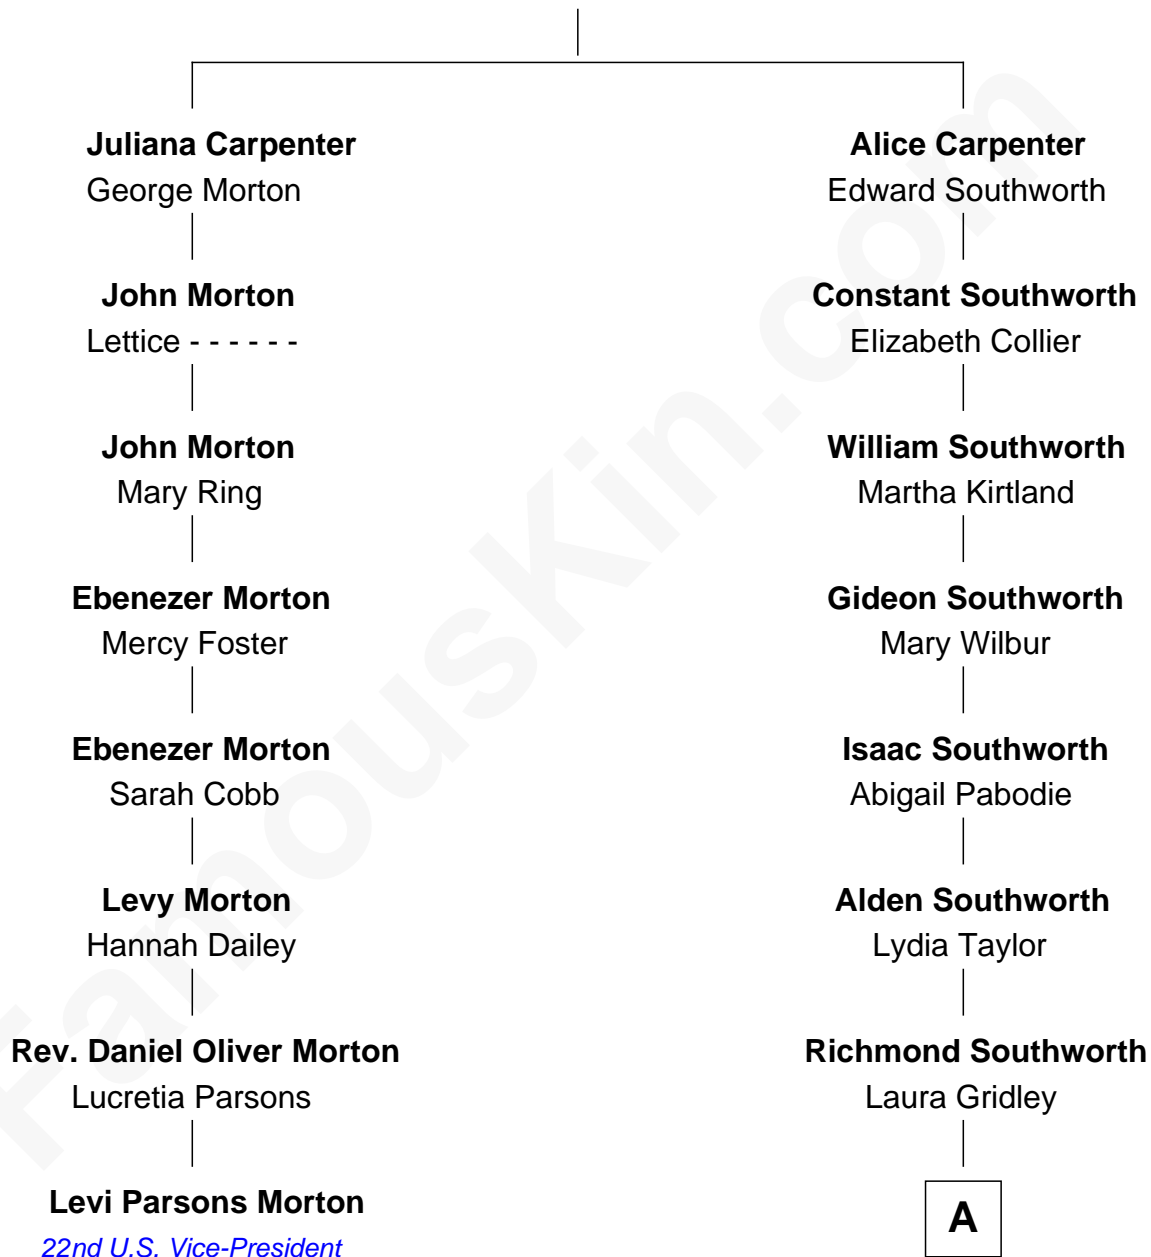 Juliana Carpenter
George Morton
Alice Carpenter
Edward Southworth
John Morton
Lettice - - - - - -
Constant Southworth
Elizabeth Collier
John Morton
Mary Ring
William Southworth
Martha Kirtland
Ebenezer Morton
Mercy Foster
Gideon Southworth
Mary Wilbur
Ebenezer Morton
Sarah Cobb
Isaac Southworth
Abigail Pabodie
Levy Morton
Hannah Dailey
Alden Southworth
Lydia Taylor
Rev. Daniel Oliver Morton
Lucretia Parsons
Richmond Southworth
Laura Gridley
Levi Parsons Morton
22nd U.S. Vice-President
A
FamousKin.com